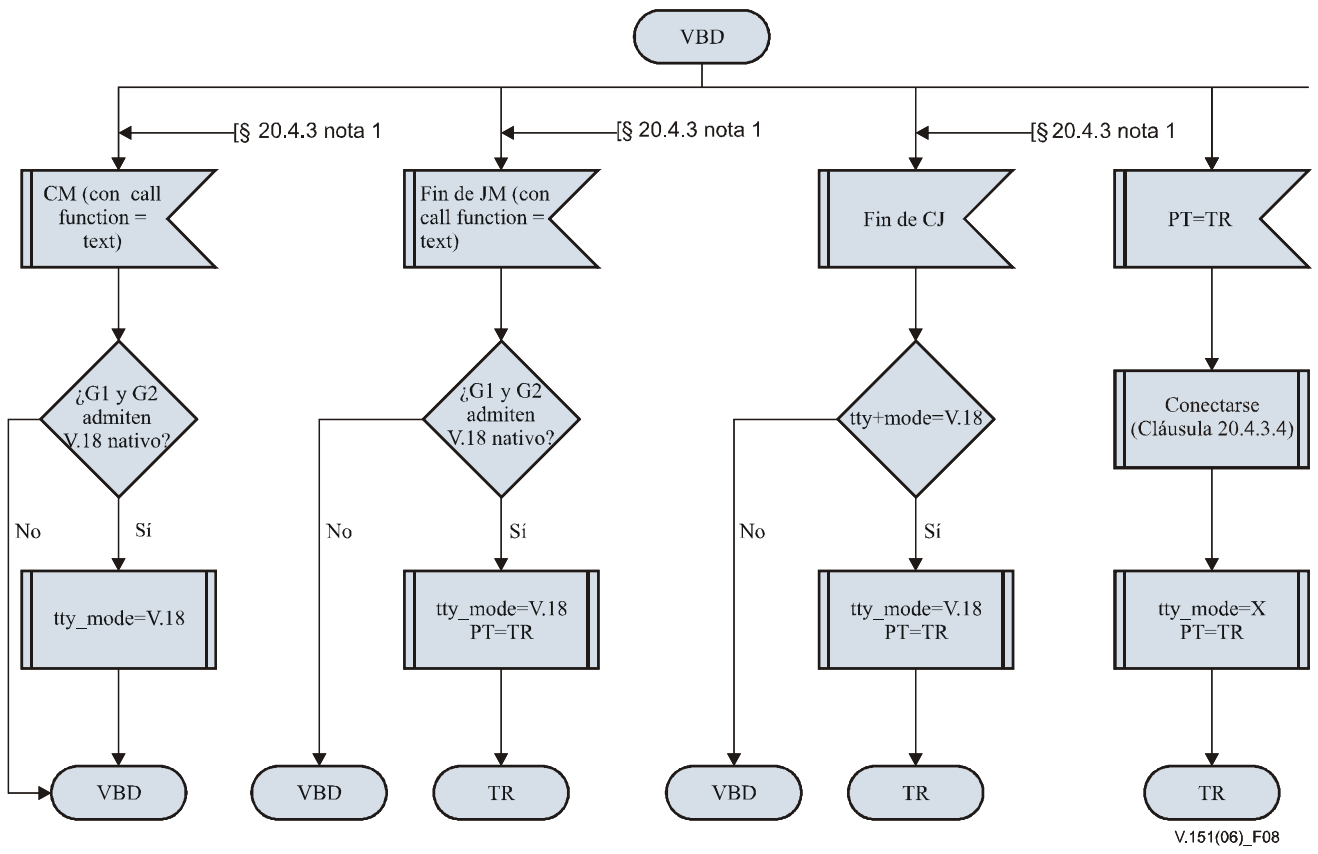 VBD
[§ 20.4.3 nota 1
[§ 20.4.3 nota 1
[§ 20.4.3 nota 1
CM (con call
function =
text)
Fin de JM (con
call function =
text)
Fin de CJ
PT=TR
¿G1 y G2
admiten
V.18 nativo?
¿G1 y G2
admiten
V.18 nativo?
tty+mode=V.18
Conectarse
(Cláusula 20.4.3.4)
No
Sí
No
Sí
No
Sí
tty_mode=V.18
tty_mode=V.18
PT=TR
tty_mode=V.18
PT=TR
tty_mode=X
PT=TR
VBD
VBD
TR
VBD
TR
TR
V.151(06)_F08